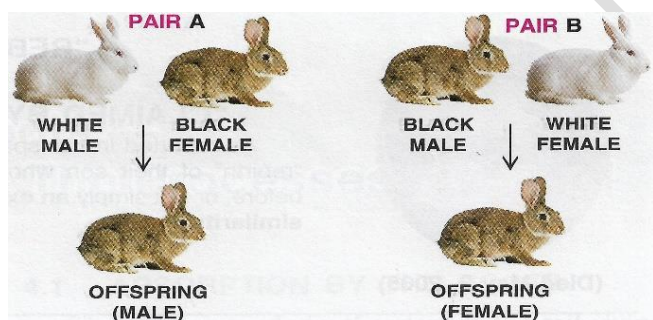 PAIR A
WHITE MALE
BLACK FEMALE
OFFSPRING
(MALE)
PAIR B
BLACK MALE
WHITE FEMALE
OFFSPRING
(FEMALE)